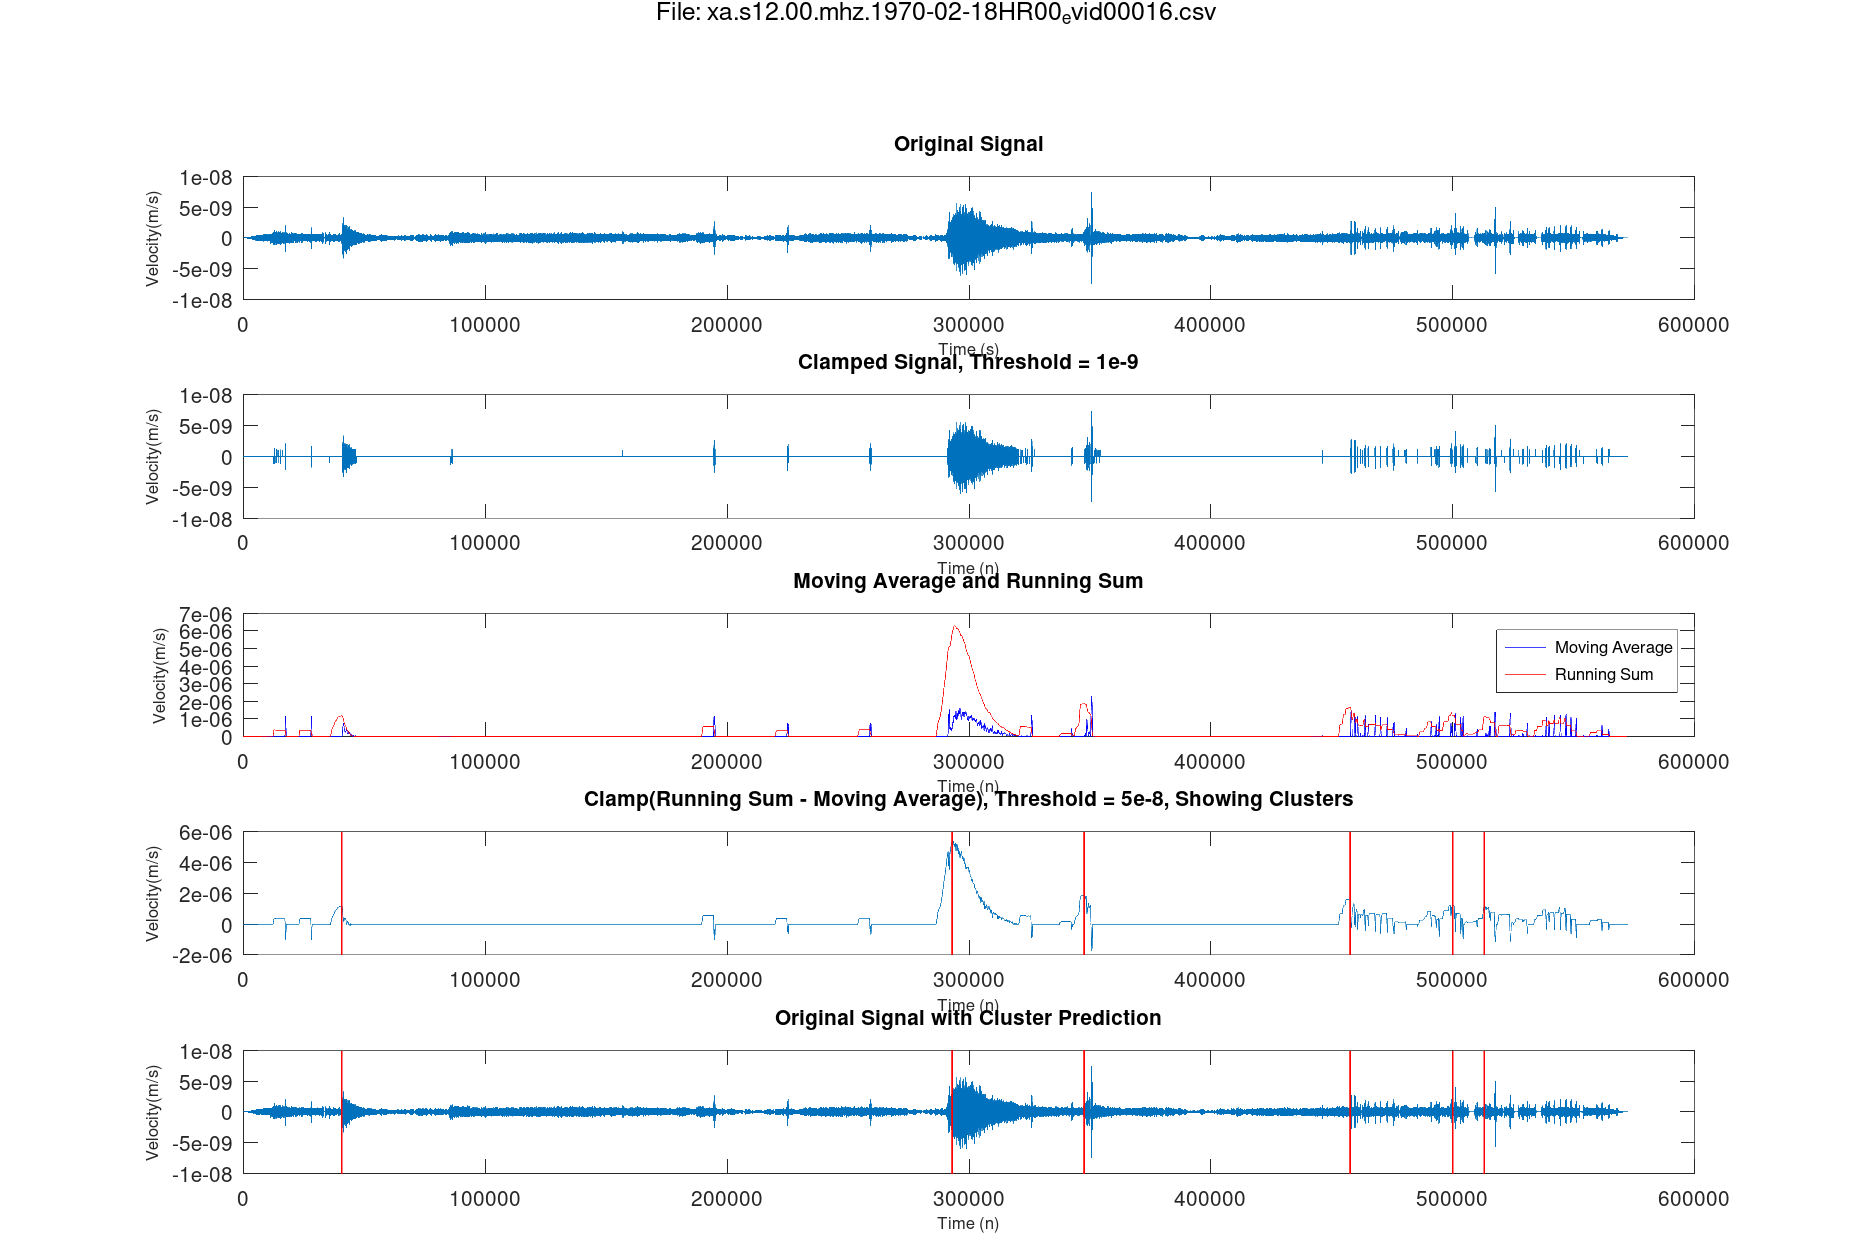 File: xa.s12.00.mhz.1970-02-18HR00evid00016.csv
Original Signal
Velocity(m/s)
1e-08
5e-09
0
-5e-09
-1e-08
0 100000 200000 300000 400000 500000 600000
Time (s)
Clamped Signal, Threshold = 1e-9
Velocity(m/s)
1e-08
5e-09
0
-5e-09
-1e-08
0 100000 200000 300000 400000 500000 600000
Time (n)
Moving Average and Running Sum
Velocity(m/s)
7e-06
6e-06
5e-06
4e-06
3e-06
2e-06
1e-06
0
Moving Average
Running Sum
0 100000 200000 300000 400000 500000 600000
Time (n)
Clamp(Running Sum - Moving Average), Threshold = 5e-8, Showing Clusters
Velocity(m/s)
6e-06
4e-06
2e-06
0
-2e-06
0 100000 200000 300000 400000 500000 600000
Time (n)
Original Signal with Cluster Prediction
Velocity(m/s)
1e-08
5e-09
0
-5e-09
-1e-08
0 100000 200000 300000 400000 500000 600000
Time (n)